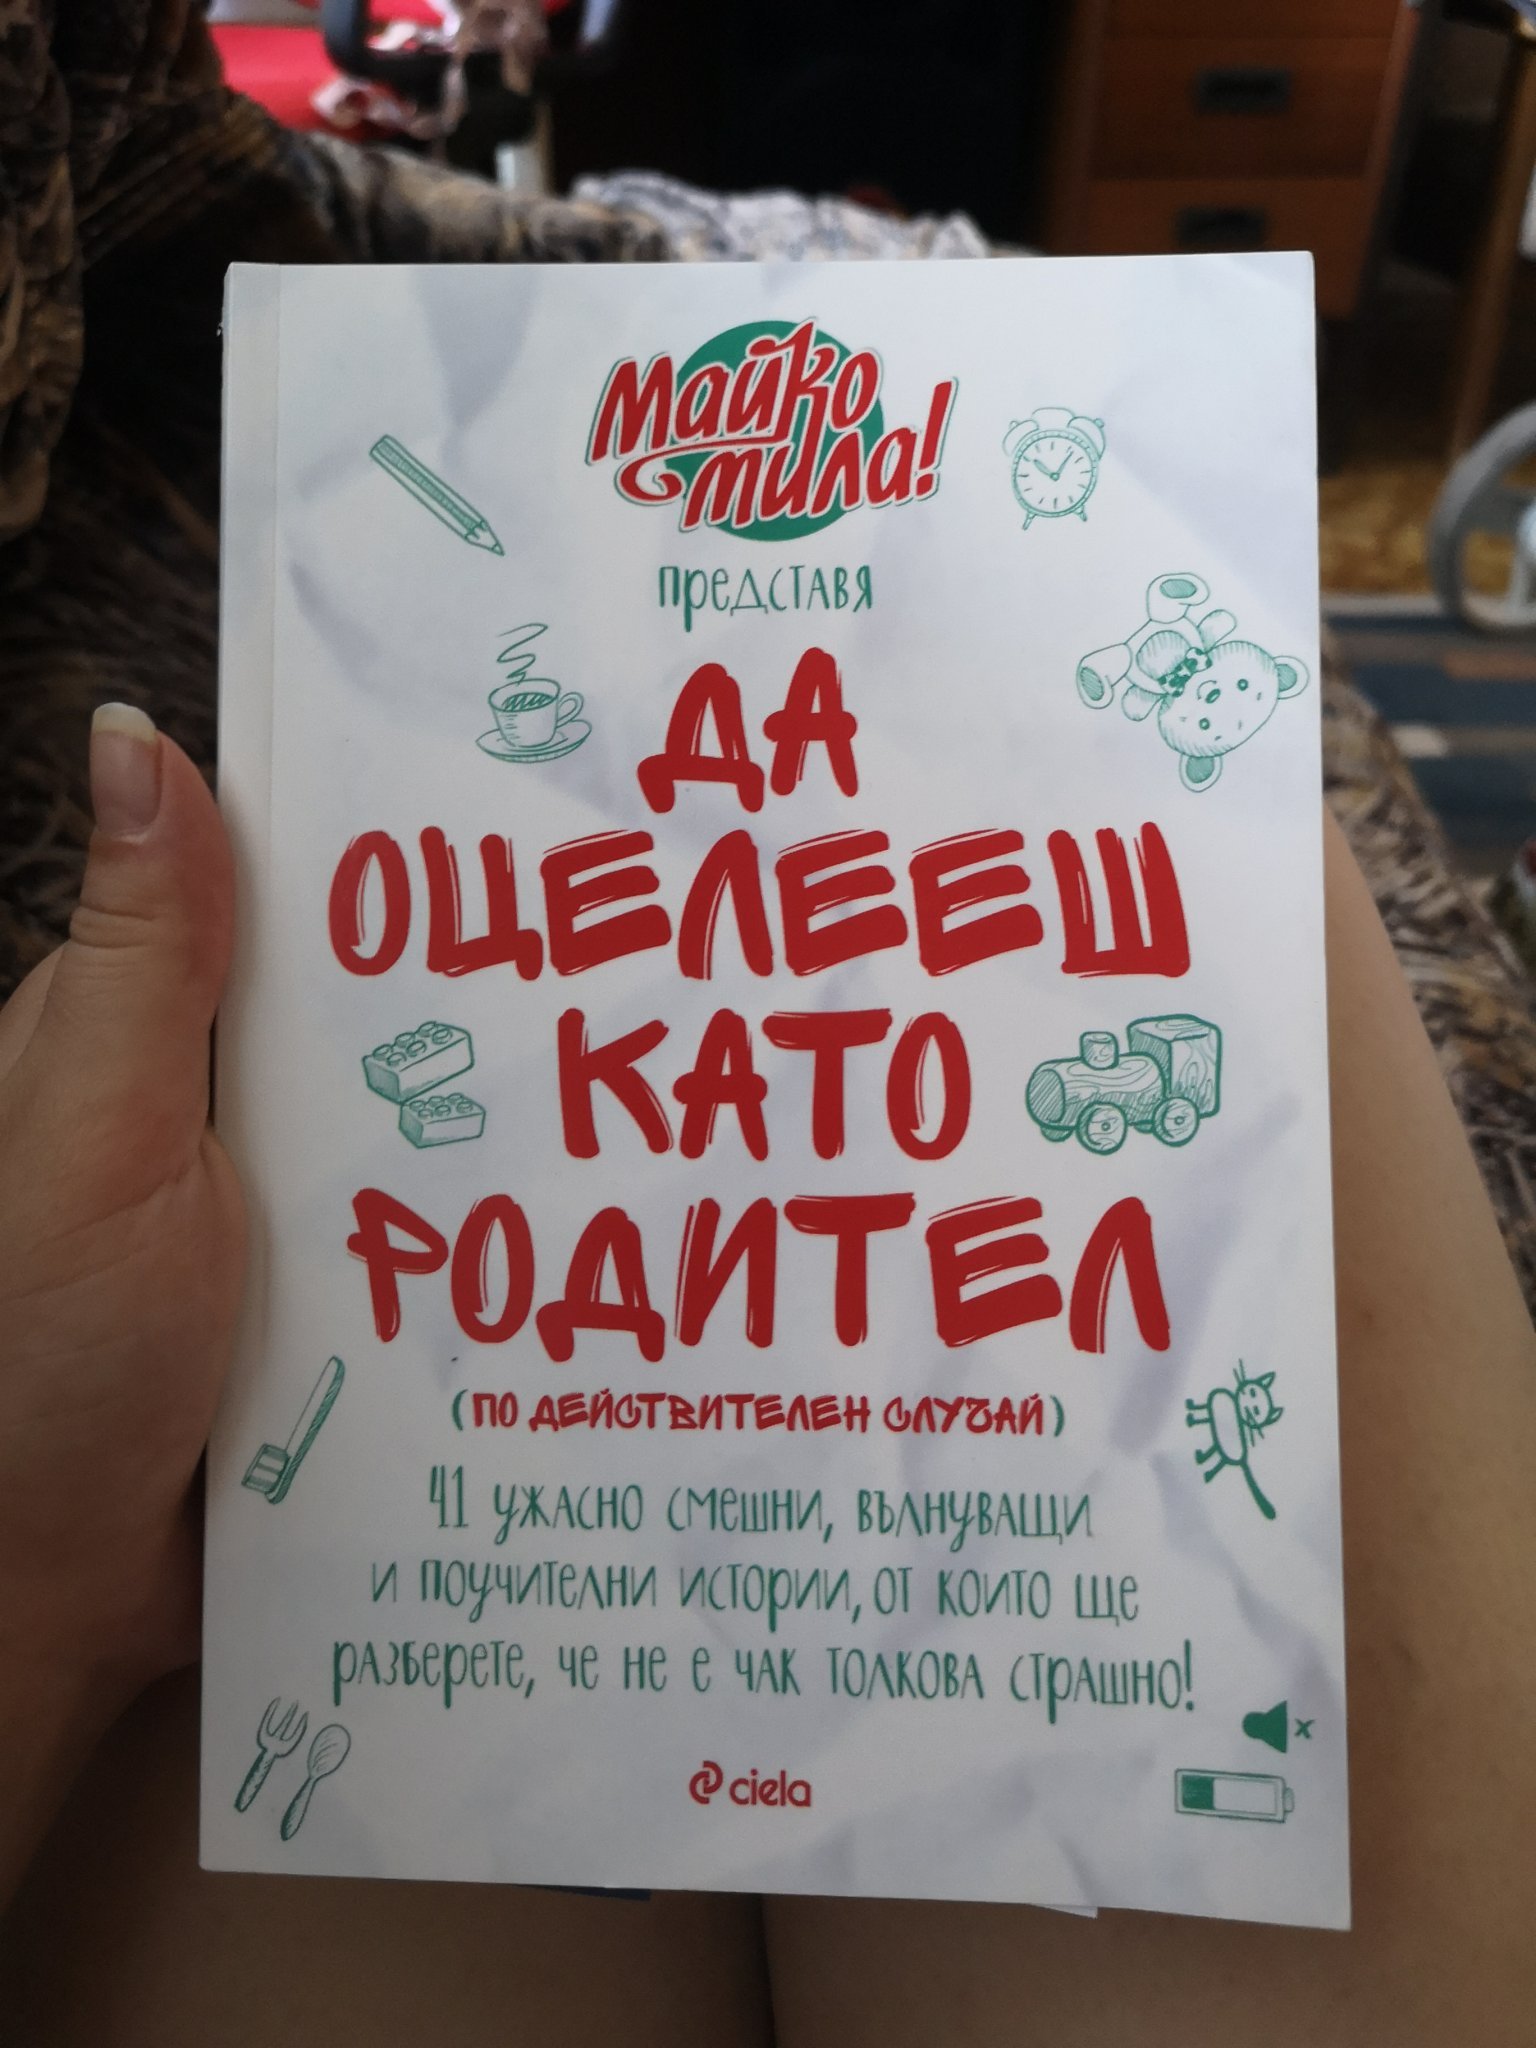 Майко
мила!
представя
ДА
ОЦЕЛЕЕШ
КАТО
РОДИТЕЛ
(ПО ДЕЙСТВИТЕЛЕН СЛУЧАЙ)
41 ужасно смешни, вълнуващи
и поучителни истории, от които ще
разберете, че не е чак толкова страшно!
ciela